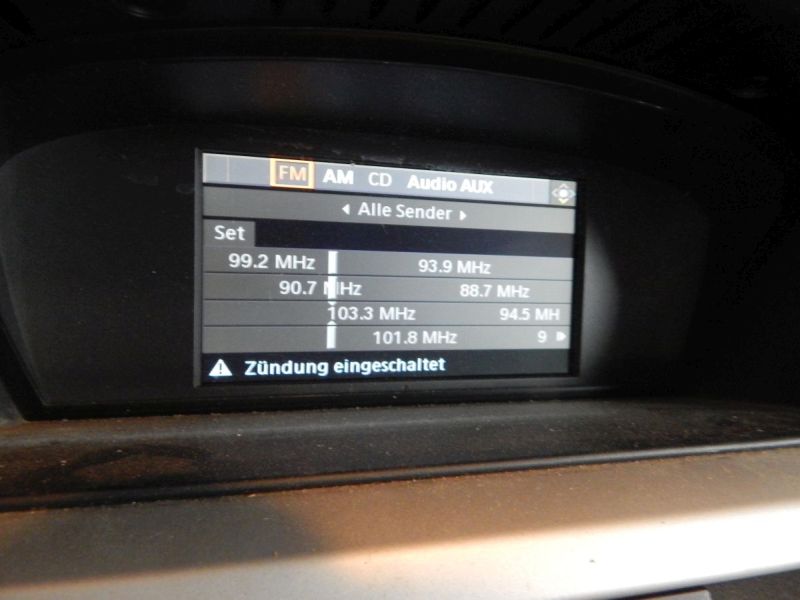 FM AM CD Audio AUX
Alle Sender
Set
99.2 MHz 93.9 MHz
90.7 MHz 88.7 MHz
103.3 MHz 94.5 MH
101.8 MHz 9
Zündung eingeschaltet